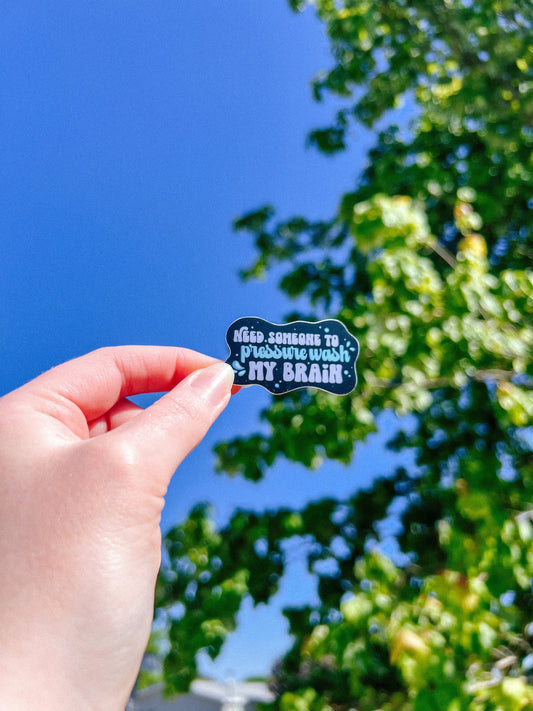 NEED SOMEONE TO
pressure wash
MY BRAIN